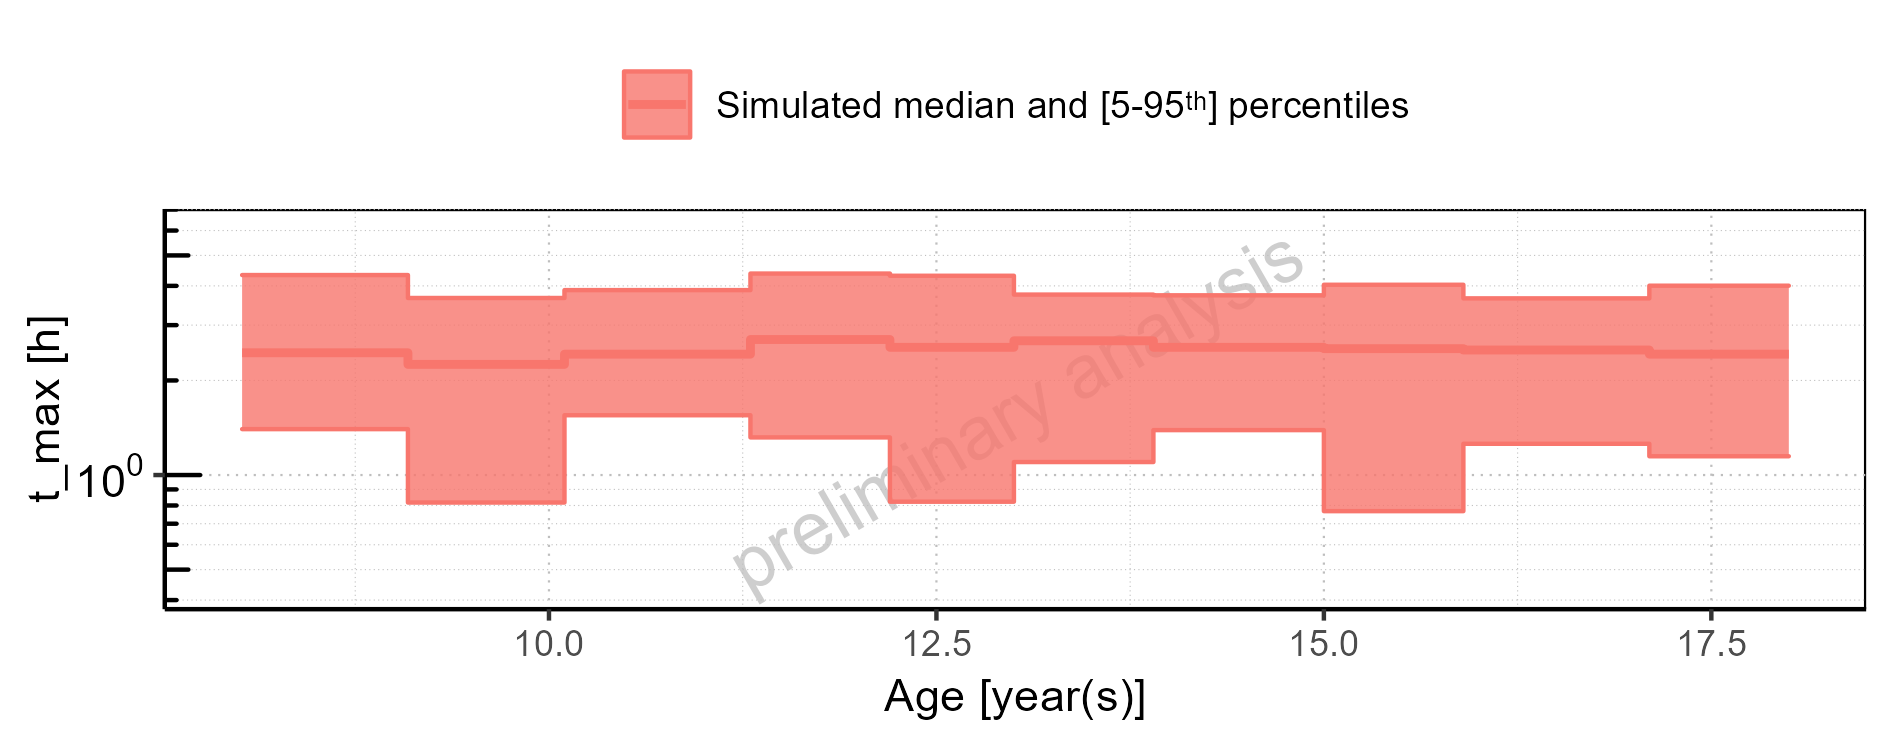 Simulated median and [5-95ᵗʰ] percentiles
t_max [h]
10⁰
preliminary analysis
10.0 12.5 15.0 17.5
Age [year(s)]